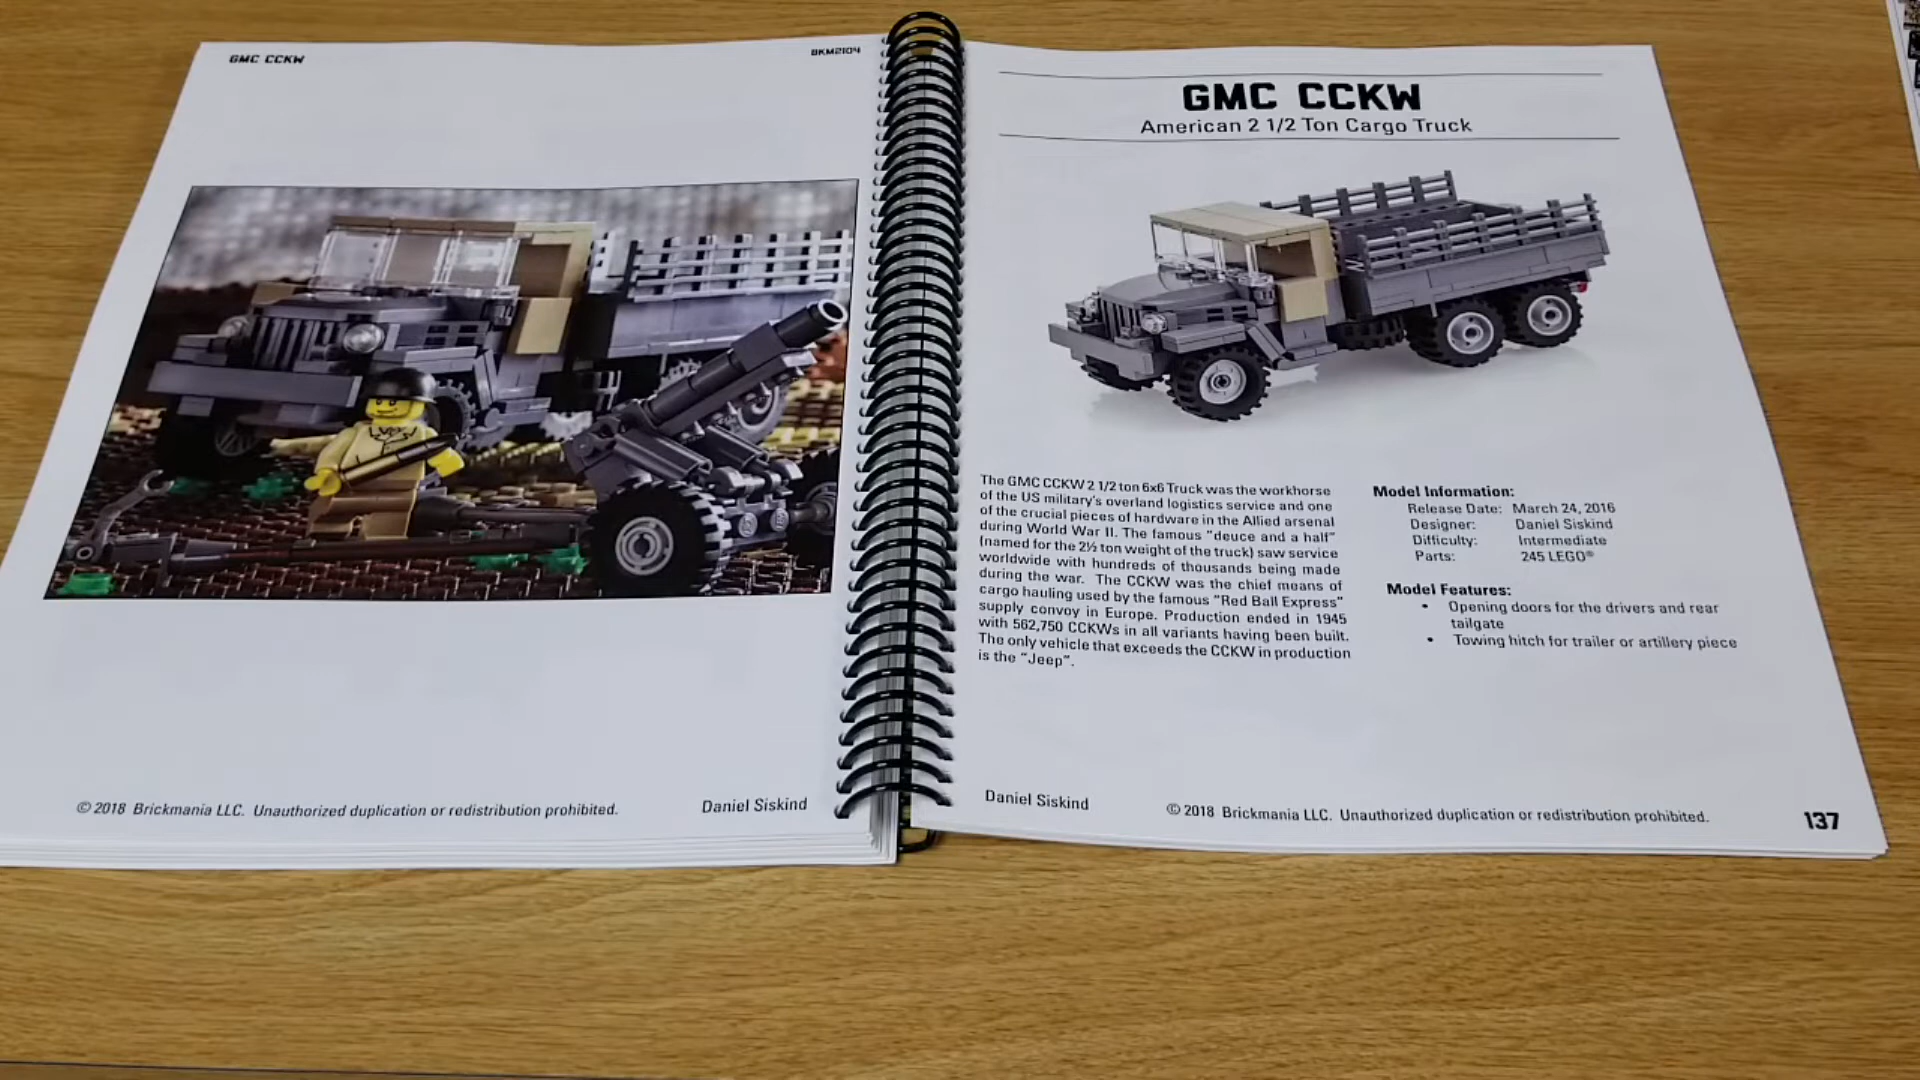 GMC CCKW
BKM2104
© 2018 Brickmania LLC. Unauthorized duplication or redistribution prohibited.
Daniel Siskind
GMC CCKW
American 2 1/2 Ton Cargo Truck
The GMC CCKW 2 1/2 ton 6x6 Truck was the workhorse
of the US military's overland logistics service and one
of the crucial pieces of hardware in the Allied arsenal
during World War II. The famous "deuce and a half"
(named for the 2½ ton weight of the truck) saw service
worldwide with hundreds of thousands being made
during the war. The CCKW was the chief means of
cargo hauling used by the famous "Red Ball Express"
supply convoy in Europe. Production ended in 1945
with 562,750 CCKWs in all variants having been built.
The only vehicle that exceeds the CCKW in production
is the "Jeep".
Model Information:
Release Date: March 24, 2016
Designer: Daniel Siskind
Difficulty: Intermediate
Parts: 245 LEGO®
Model Features:
• Opening doors for the drivers and rear
tailgate
• Towing hitch for trailer or artillery piece
Daniel Siskind
© 2018 Brickmania LLC. Unauthorized duplication or redistribution prohibited.
137